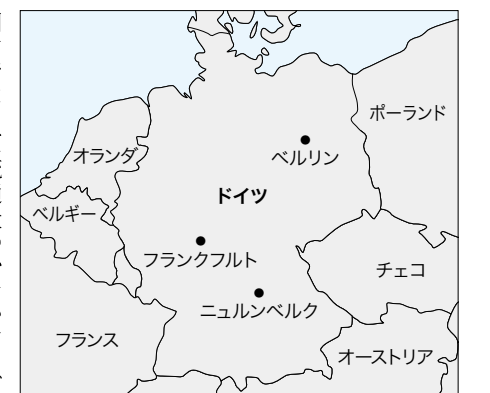 ポーランド
オランダ
ベルリン
ドイツ
ベルギー
フランクフルト
チェコ
ニュルンベルク
フランス
オーストリア